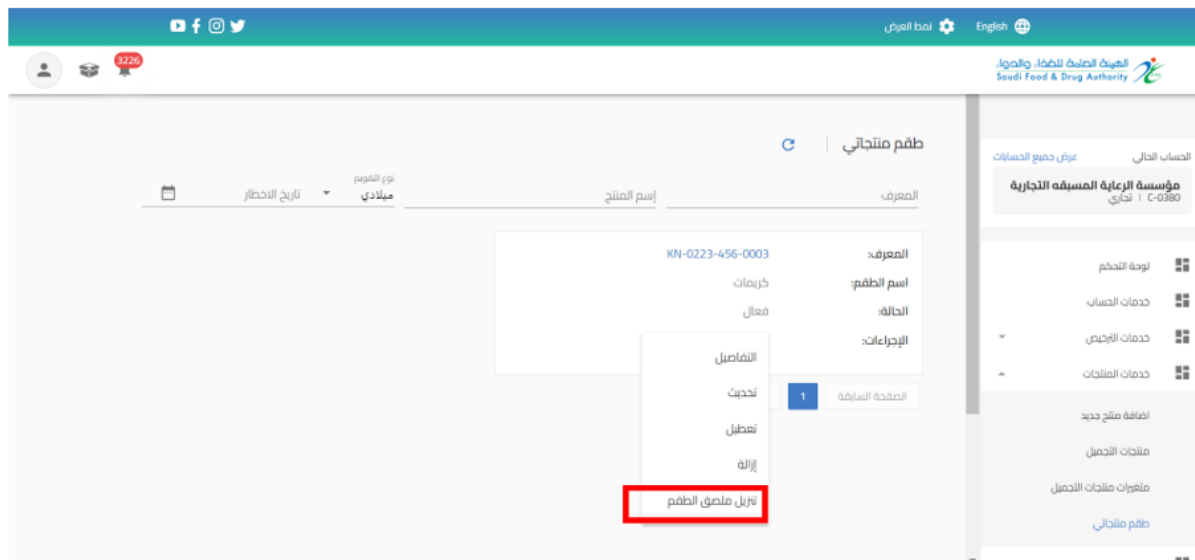 English
نمط العرض
الهيئة العامة للغذاء والدواء
Saudi Food & Drug Authority
3226
الحساب الحالي
عرض جميع الحسابات
مؤسسة الرعاية المسبقه التجارية
C-0380 | تجاري
لوحة التحكم
خدمات الحساب
خدمات الترخيص
خدمات المنتجات
اضافة منتج جديد
منتجات التجميل
متغيرات منتجات التجميل
طقم منتجاتي
طقم منتجاتي
المعرف
إسم المنتج
نوع التقويم
ميلادي
تاريخ الاخطار
المعرف: KN-0223-456-0003
اسم الطقم: كريمات
الحالة: فعال
الإجراءات:
التفاصيل
تحديث
تعطيل
إزالة
تنزيل ملصق الطقم
الصفحة السابقة
1